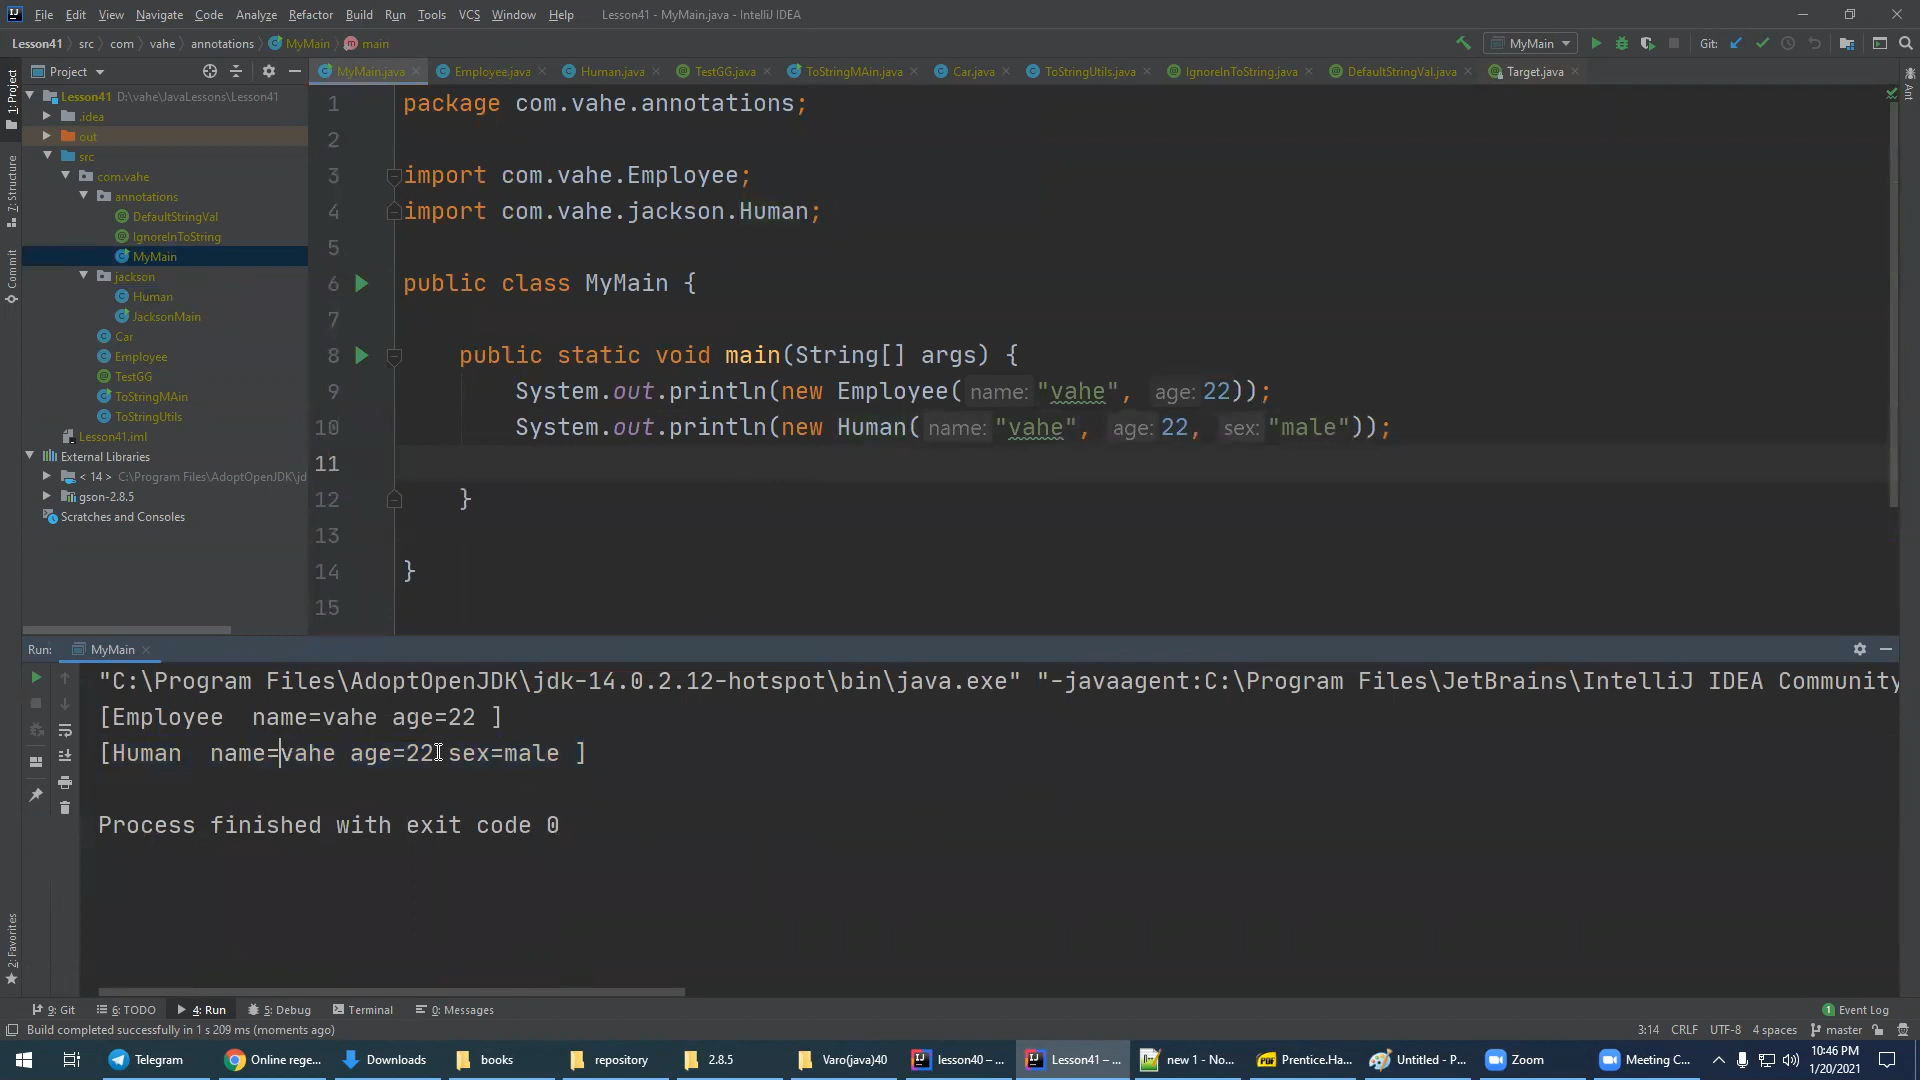 File Edit View Navigate Code Analyze Refactor Build Run Tools VCS Window Help Lesson41 - MyMain.java - IntelliJ IDEA
Lesson41 src com vahe annotations MyMain main MyMain Git:
Project MyMain.java Employee.java Human.java TestGG.java ToStringMAin.java Car.java ToStringUtils.java IgnoreInToString.java DefaultStringVal.java Target.java
1: Project
7: Structure
Commit
2: Favorites
Ant
Lesson41 D:\vahe\JavaLessons\Lesson41
.idea
out
src
com.vahe
annotations
DefaultStringVal
IgnoreInToString
MyMain
jackson
Human
JacksonMain
Car
Employee
TestGG
ToStringMAin
ToStringUtils
Lesson41.iml
External Libraries
< 14 > C:\Program Files\AdoptOpenJDK\jd
gson-2.8.5
Scratches and Consoles
1 package com.vahe.annotations;
2
3 import com.vahe.Employee;
4 import com.vahe.jackson.Human;
5
6 public class MyMain {
7
8 public static void main(String[] args) {
9 System.out.println(new Employee( name: "vahe", age: 22));
10 System.out.println(new Human( name: "vahe", age: 22, sex: "male"));
11
12 }
13
14 }
15
Run: MyMain
"C:\Program Files\AdoptOpenJDK\jdk-14.0.2.12-hotspot\bin\java.exe" "-javaagent:C:\Program Files\JetBrains\IntelliJ IDEA Community
[Employee  name=vahe age=22 ]
[Human  name=vahe age=22 sex=male ]
Process finished with exit code 0
9: Git 6: TODO 4: Run 5: Debug Terminal 0: Messages Event Log
Build completed successfully in 1 s 209 ms (moments ago) 3:14 CRLF UTF-8 4 spaces master
Telegram Online rege... Downloads books repository 2.8.5 Varo(java)40 lesson40 – ... Lesson41 – ... new 1 - No... Prentice.Ha... Untitled - P... Zoom Meeting C... 10:46 PM
1/20/2021